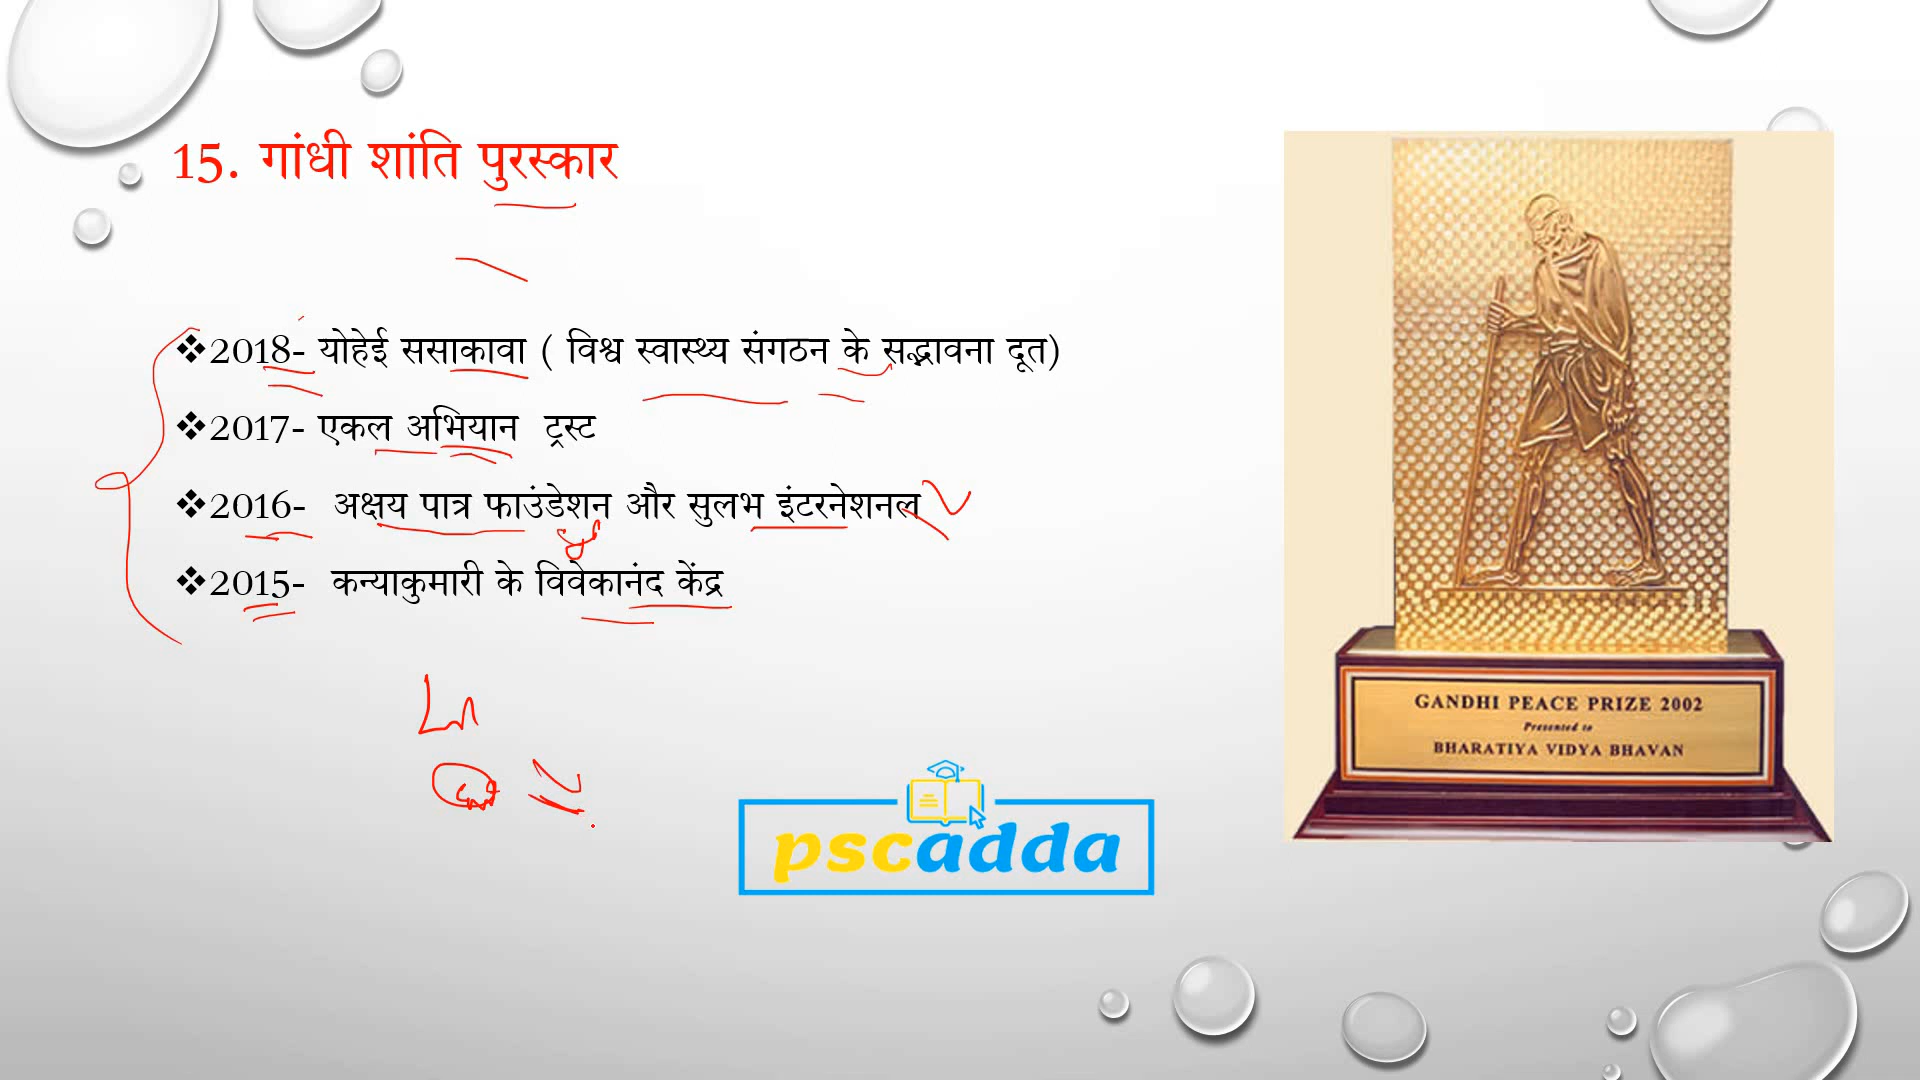 15. गांधी शांति पुरस्कार
❖2018- योहेई ससाकावा ( विश्व स्वास्थ्य संगठन के सद्भावना दूत)
❖2017- एकल अभियान ट्रस्ट
❖2016- अक्षय पात्र फाउंडेशन और सुलभ इंटरनेशनल
❖2015- कन्याकुमारी के विवेकानंद केंद्र
GANDHI PEACE PRIZE 2002
Presented to
BHARATIYA VIDYA BHAVAN
pscadda